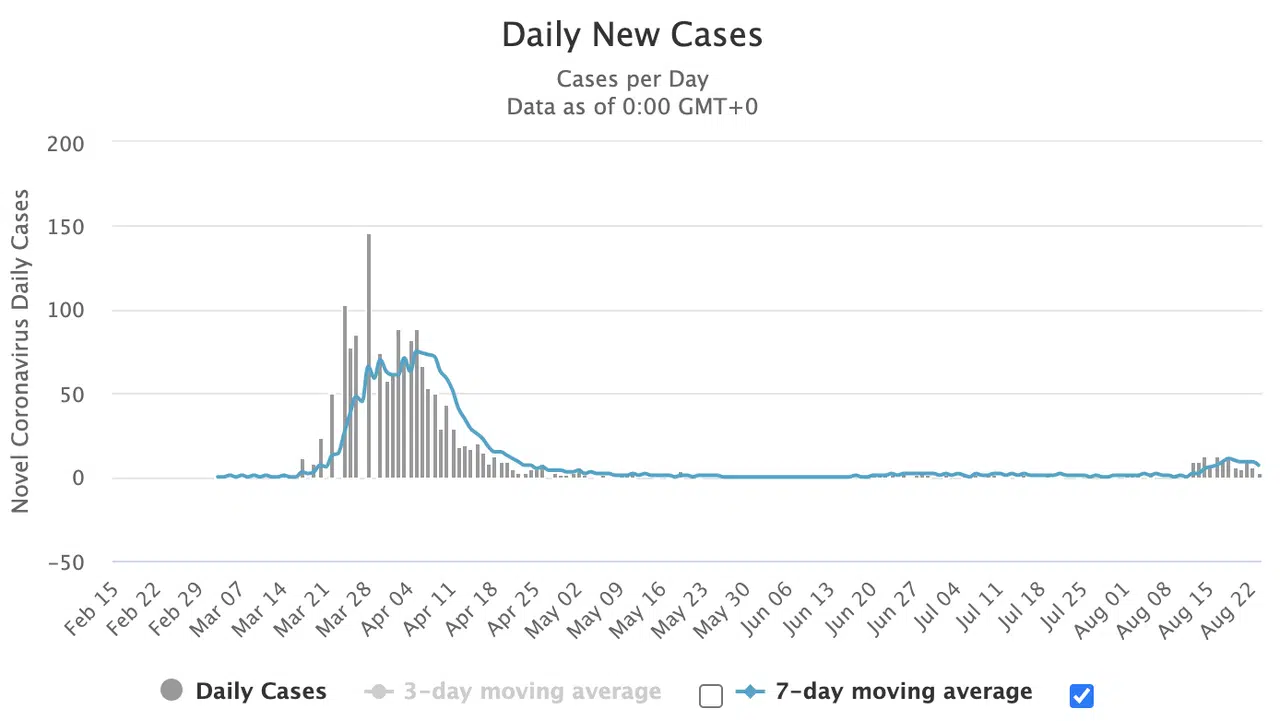 Daily New Cases
Cases per Day
Data as of 0:00 GMT+0
Novel Coronavirus Daily Cases
200
150
100
50
0
−50
Feb 15
Feb 22
Feb 29
Mar 07
Mar 14
Mar 21
Mar 28
Apr 04
Apr 11
Apr 18
Apr 25
May 02
May 09
May 16
May 23
May 30
Jun 06
Jun 13
Jun 20
Jun 27
Jul 04
Jul 11
Jul 18
Jul 25
Aug 01
Aug 08
Aug 15
Aug 22
Daily Cases 3-day moving average 7-day moving average